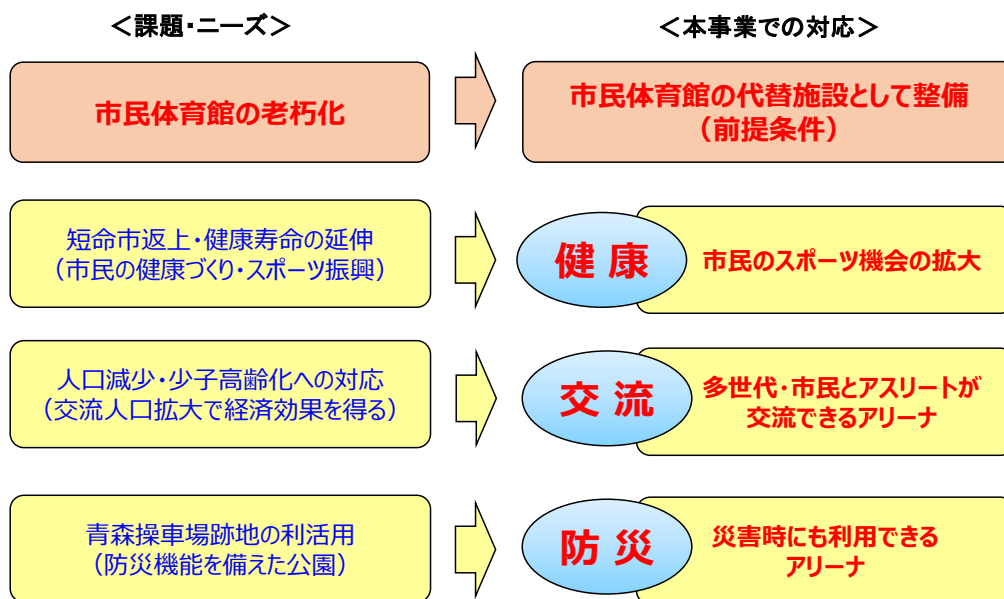 ＜課題・ニーズ＞
＜本事業での対応＞
市民体育館の老朽化
市民体育館の代替施設として整備
（前提条件）
短命市返上・健康寿命の延伸
（市民の健康づくり・スポーツ振興）
健 康
市民のスポーツ機会の拡大
人口減少・少子高齢化への対応
（交流人口拡大で経済効果を得る）
交 流
多世代・市民とアスリートが
交流できるアリーナ
青森操車場跡地の利活用
（防災機能を備えた公園）
防 災
災害時にも利用できる
アリーナ